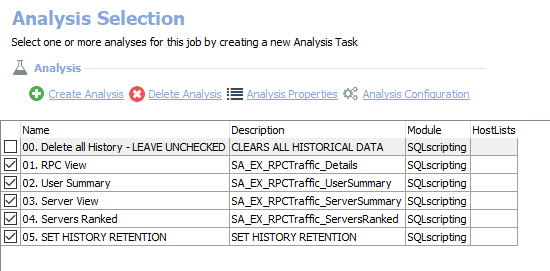 Analysis Selection
Select one or more analyses for this job by creating a new Analysis Task
Analysis
Create Analysis Delete Analysis Analysis Properties Analysis Configuration
Name Description Module HostLists
00. Delete all History - LEAVE UNCHECKED CLEARS ALL HISTORICAL DATA SQLscripting
01. RPC View SA_EX_RPCTraffic_Details SQLscripting
02. User Summary SA_EX_RPCTraffic_UserSummary SQLscripting
03. Server View SA_EX_RPCTraffic_ServerSummary SQLscripting
04. Servers Ranked SA_EX_RPCTraffic_ServersRanked SQLscripting
05. SET HISTORY RETENTION SET HISTORY RETENTION SQLscripting